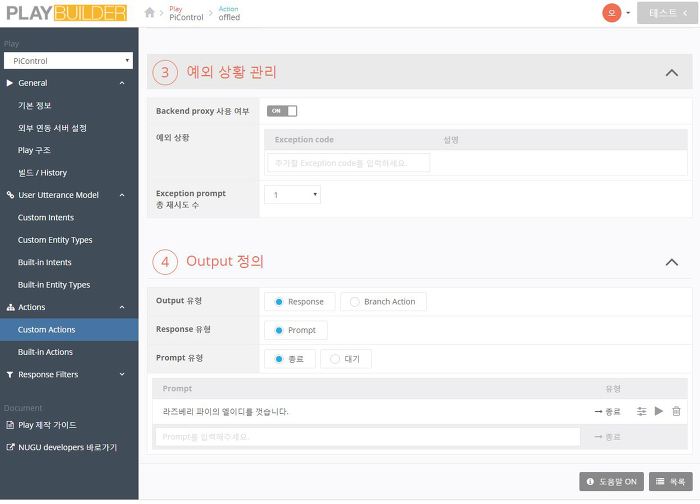 PLAY BUILDER
Play
PiControl
Action
offled
오
테스트
Play
PiControl
General
기본 정보
외부 연동 서버 설정
Play 구조
빌드 / History
User Utterance Model
Custom Intents
Custom Entity Types
Built-in Intents
Built-in Entity Types
Actions
Custom Actions
Built-in Actions
Response Filters
Document
Play 제작 가이드
NUGU developers 바로가기
3 예외 상황 관리
Backend proxy 사용 여부
ON
예외 상황
Exception code 설명
추가할 Exception code를 입력하세요.
Exception prompt
총 재시도 수
1
4 Output 정의
Output 유형 Response Branch Action
Response 유형 Prompt
Prompt 유형 종료 대기
Prompt 유형
라즈베리 파이의 엘이디를 껏습니다. → 종료
Prompt를 입력해주세요. → 종료
도움말 ON 목록